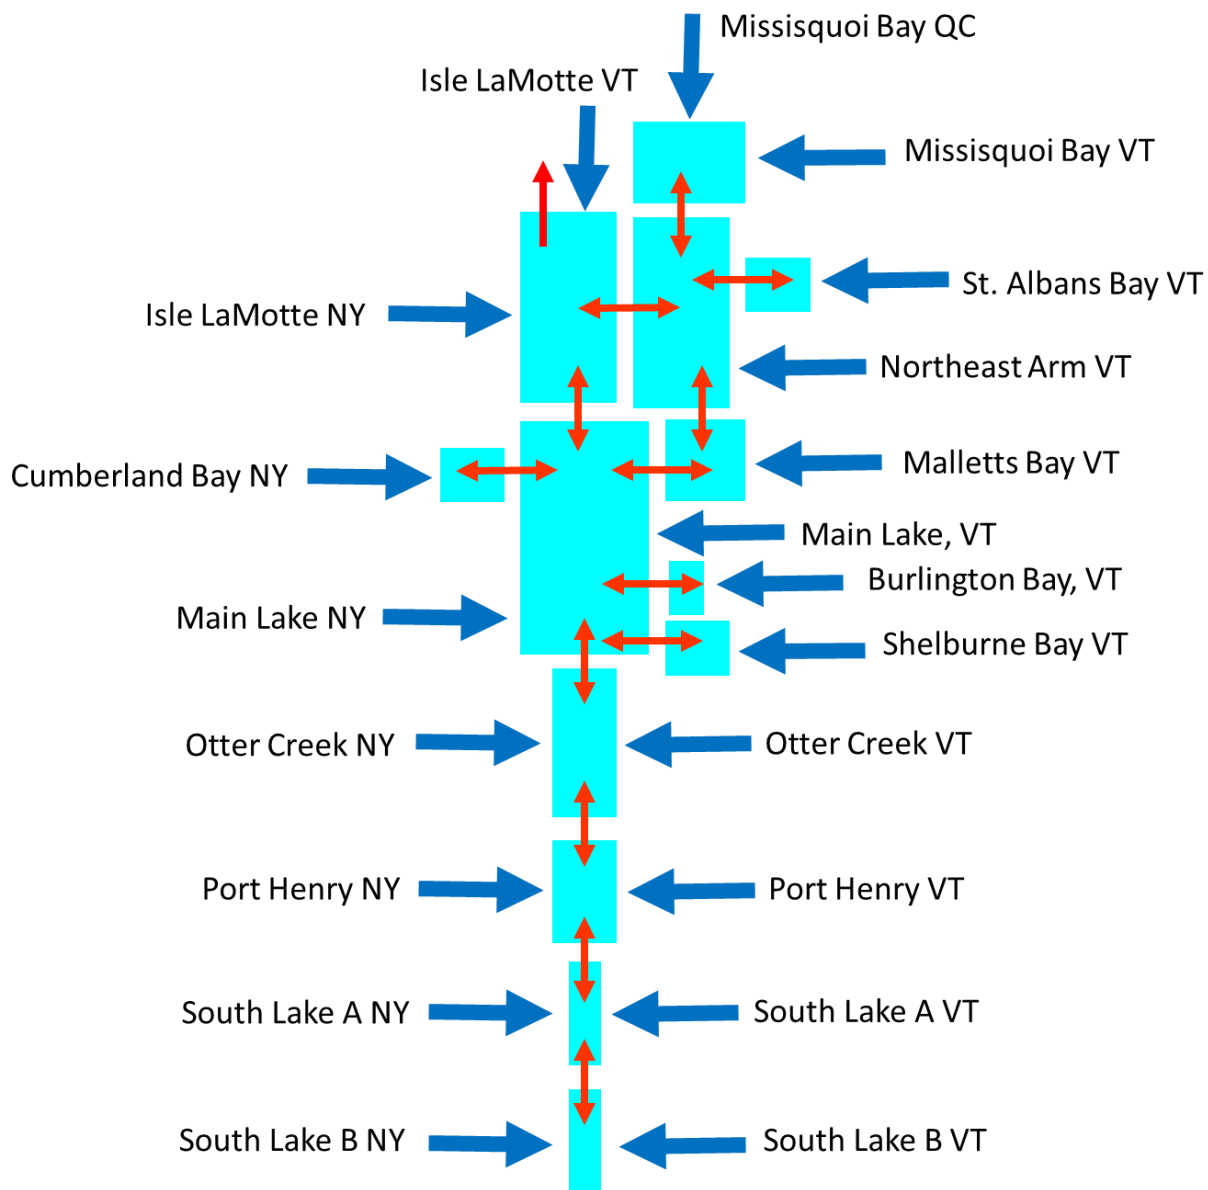 Missisquoi Bay QC
Isle LaMotte VT
Missisquoi Bay VT
St. Albans Bay VT
Isle LaMotte NY
Northeast Arm VT
Malletts Bay VT
Cumberland Bay NY
Main Lake, VT
Burlington Bay, VT
Main Lake NY
Shelburne Bay VT
Otter Creek NY
Otter Creek VT
Port Henry NY
Port Henry VT
South Lake A NY
South Lake A VT
South Lake B NY
South Lake B VT